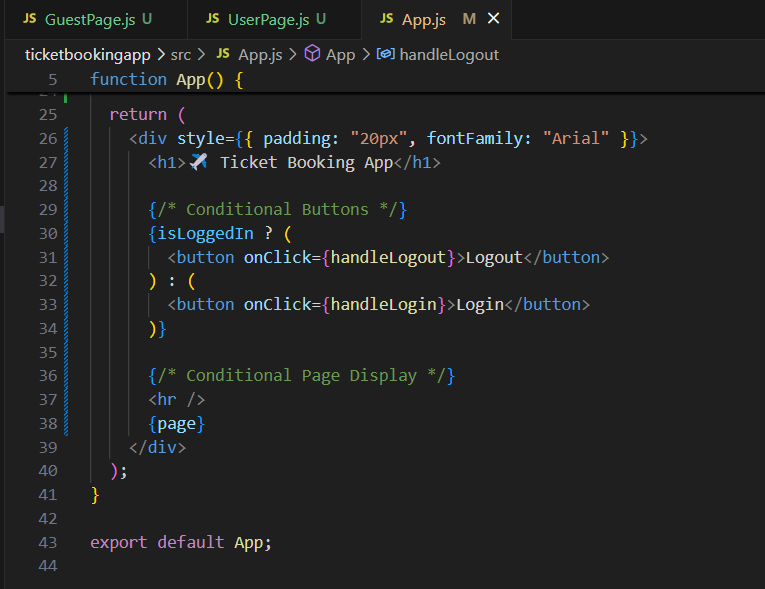 JS GuestPage.js U JS UserPage.js U JS App.js M ×
ticketbookingapp > src > JS App.js > App > handleLogout
5 function App() {
25 return (
26 <div style={{ padding: "20px", fontFamily: "Arial" }}>
27 <h1>✈️ Ticket Booking App</h1>
28
29 {/* Conditional Buttons */}
30 {isLoggedIn ? (
31 <button onClick={handleLogout}>Logout</button>
32 ) : (
33 <button onClick={handleLogin}>Login</button>
34 )}
35
36 {/* Conditional Page Display */}
37 <hr />
38 {page}
39 </div>
40 );
41 }
42
43 export default App;
44